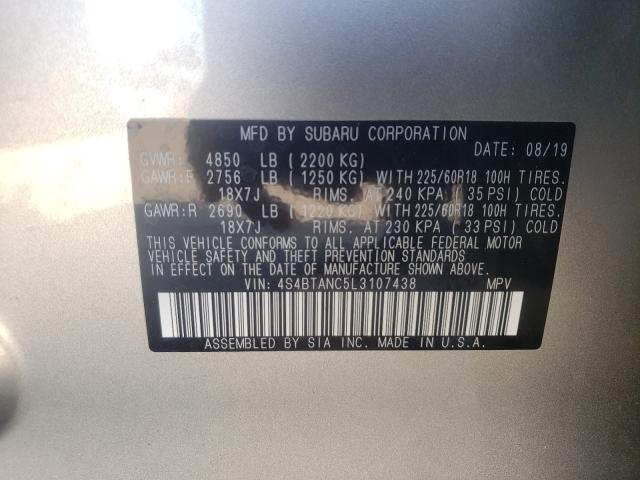 MFD BY SUBARU CORPORATION
DATE: 08/19
GVWR: 4850 LB (2200 KG)
GAWR:F 2756 LB (1250 KG) WITH 225/60R18 100H TIRES.
18X7J RIMS. AT 240 KPA (35 PSI) COLD
GAWR:R 2690 LB (1220 KG) WITH 225/60R18 100H TIRES.
18X7J RIMS. AT 230 KPA (33 PSI) COLD
THIS VEHICLE CONFORMS TO ALL APPLICABLE FEDERAL MOTOR
VEHICLE SAFETY AND THEFT PREVENTION STANDARDS IN EFFECT ON THE
DATE OF MANUFACTURE SHOWN ABOVE.
VIN: 4S4BTANC5L3107438 MPV
ASSEMBLED BY SIA INC. MADE IN U.S.A.